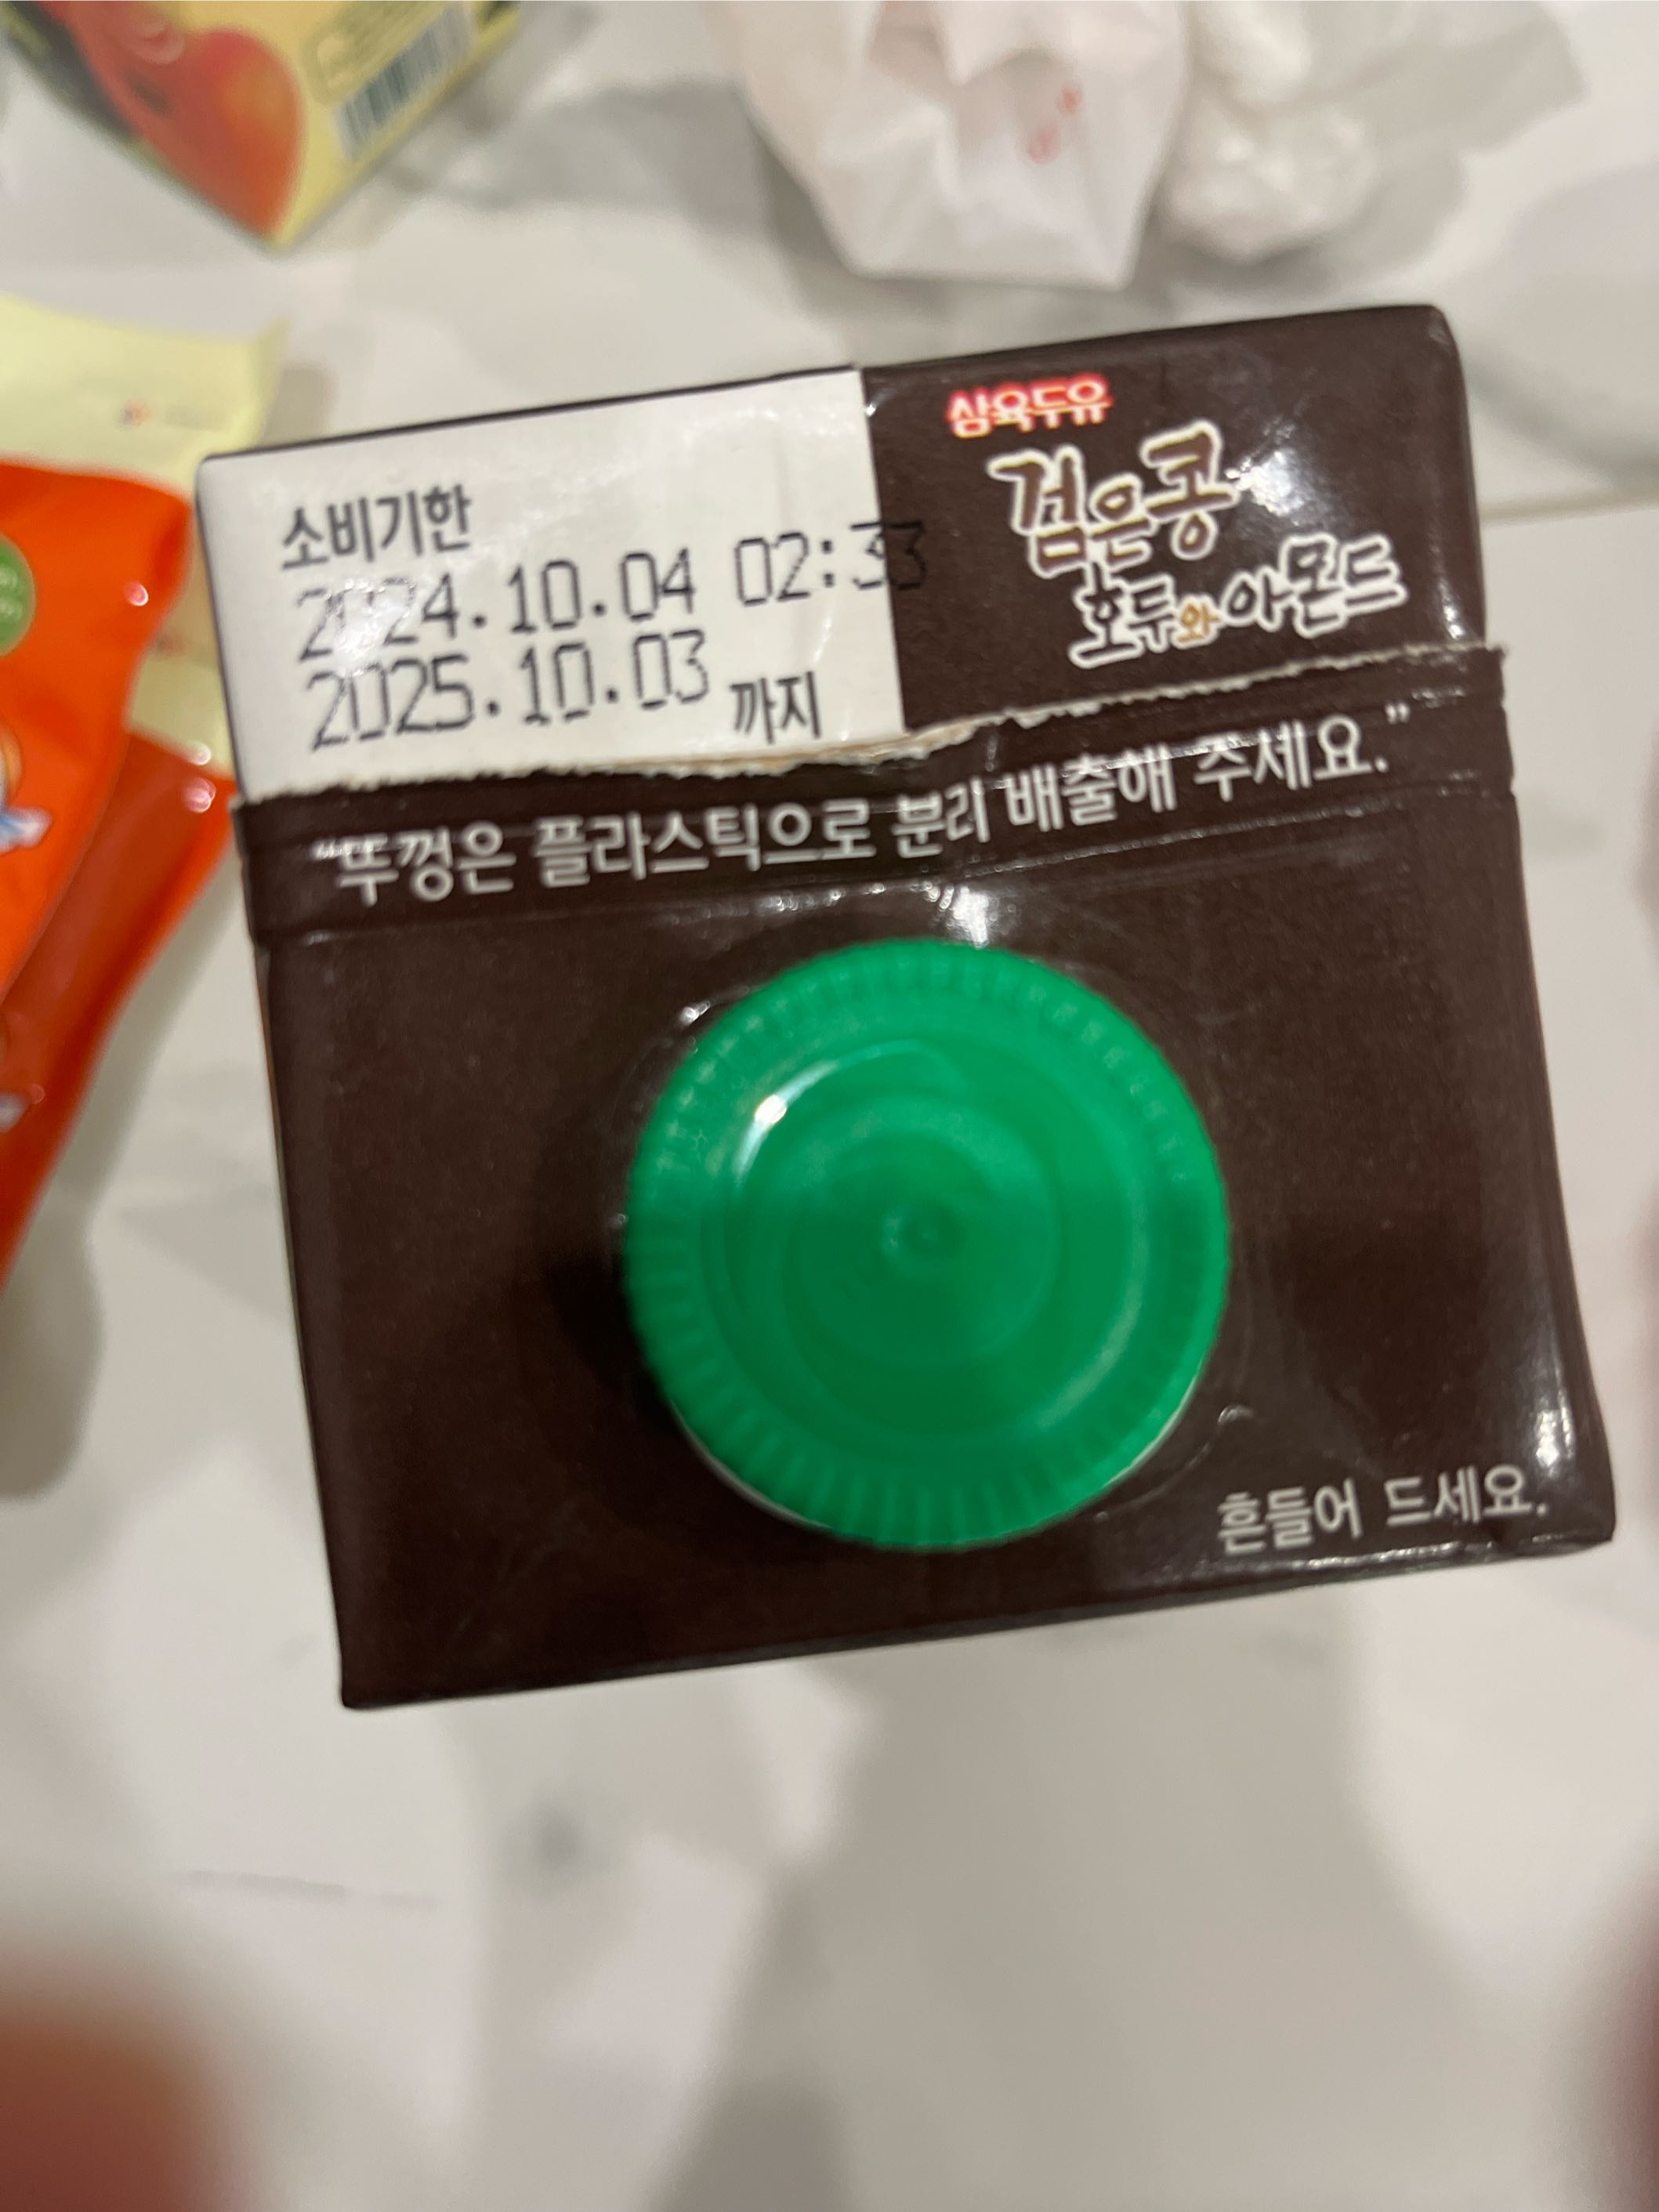 소비기한
2024.10.04 02:33
2025.10.03 까지
삼육두유
검은콩
호두와아몬드
“뚜껑은 플라스틱으로 분리 배출해 주세요.”
흔들어 드세요.